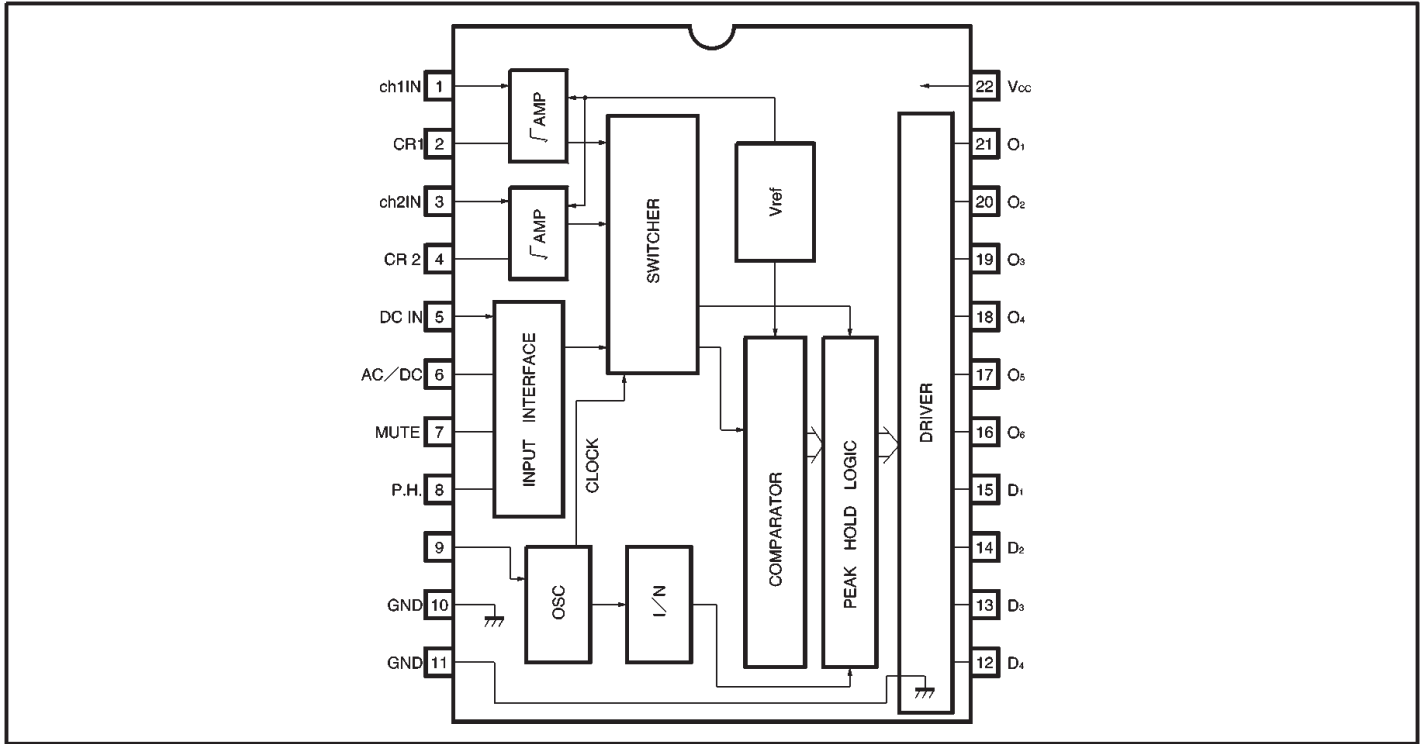 ch1IN 1
CR1 2
ch2IN 3
CR 2 4
DC IN 5
AC／DC 6
MUTE 7
P.H. 8
9
GND 10
GND 11
√AMP
√AMP
INPUT INTERFACE
SWITCHER
CLOCK
OSC
I/N
Vref
COMPARATOR
PEAK HOLD LOGIC
DRIVER
22 VCC
21 O1
20 O2
19 O3
18 O4
17 O5
16 O6
15 D1
14 D2
13 D3
12 D4